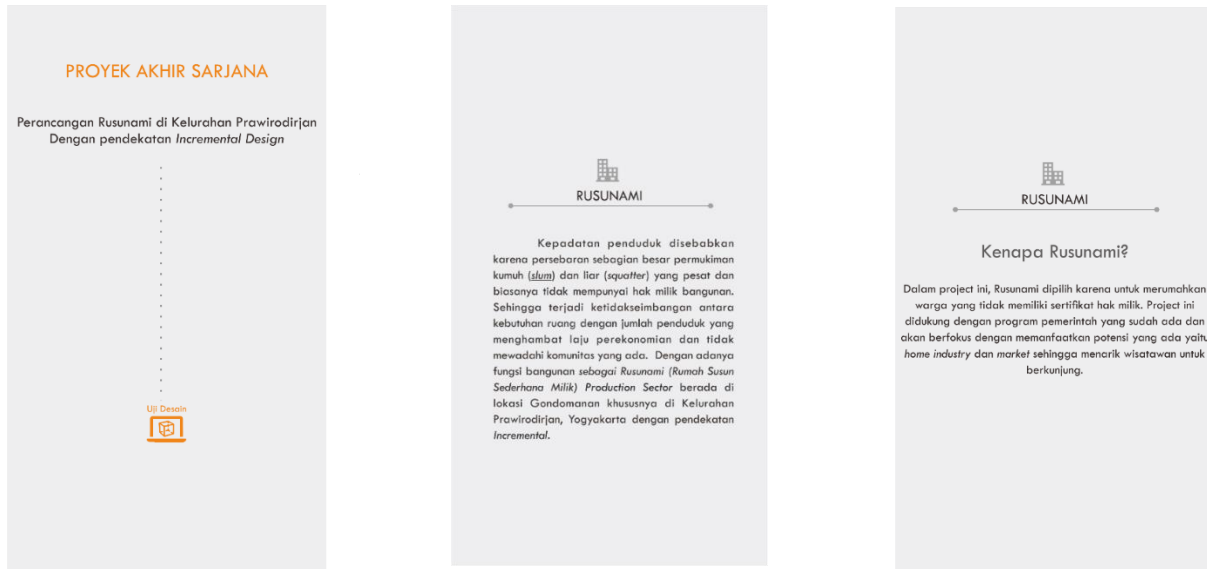 PROYEK AKHIR SARJANA
Perancangan Rusunami di Kelurahan Prawirodirjan
Dengan pendekatan Incremental Design
Uji Desain
RUSUNAMI
Kepadatan penduduk disebabkan
karena persebaran sebagian besar permukiman
kumuh (slum) dan liar (squatter) yang pesat dan
biasanya tidak mempunyai hak milik bangunan.
Sehingga terjadi ketidakseimbangan antara
kebutuhan ruang dengan jumlah penduduk yang
menghambat laju perekonomian dan tidak
mewadahi komunitas yang ada. Dengan adanya
fungsi bangunan sebagai Rusunami (Rumah Susun
Sederhana Milik) Production Sector berada di
lokasi Gondomanan khususnya di Kelurahan
Prawirodirjan, Yogyakarta dengan pendekatan
Incremental.
RUSUNAMI
Kenapa Rusunami?
Dalam project ini, Rusunami dipilih karena untuk merumahkan
warga yang tidak memiliki sertifikat hak milik. Project ini
didukung dengan program pemerintah yang sudah ada dan
akan berfokus dengan memanfaatkan potensi yang ada yaitu
home industry dan market sehingga menarik wisatawan untuk
berkunjung.